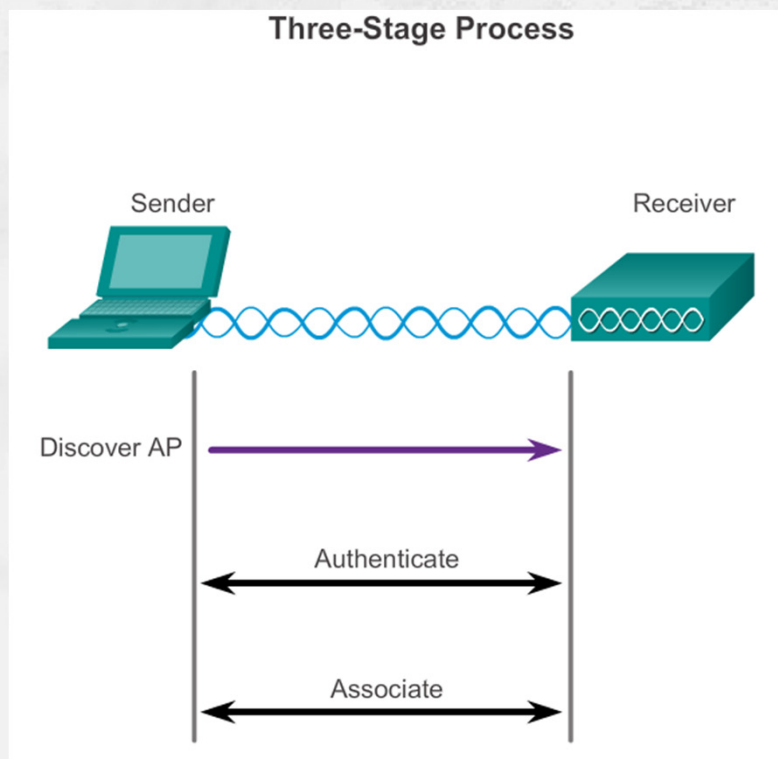 Three-Stage Process
Sender
Receiver
Discover AP
Authenticate
Associate